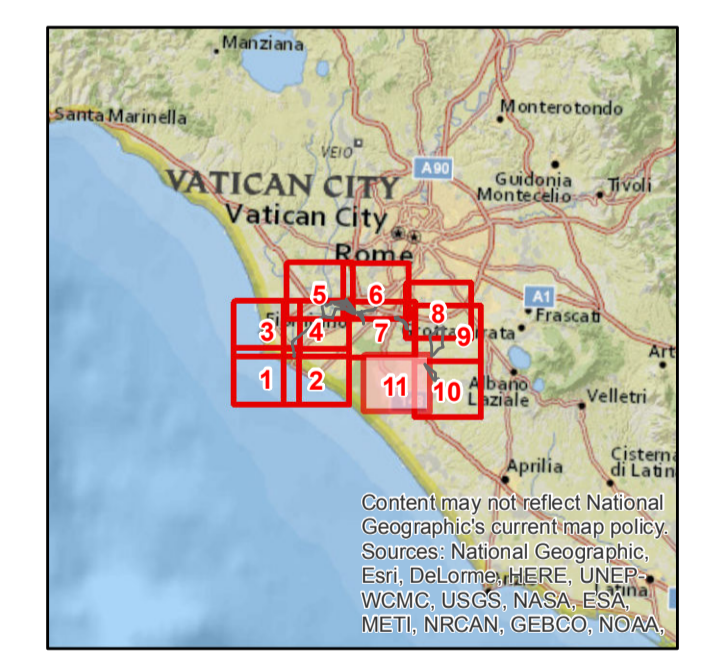 Manziana
Santa Marinella
Monterotondo
VEIO
A90
VATICAN CITY
Guidonia
Montecelio
Tivoli
Vatican City
Rome
5
6
8
A1
Frascati
3
4
7
9
1
2
11
10
Albano
Laziale
Velletri
Art
Cisterna
di Latin
Aprilia
Content may not reflect National
Geographic's current map policy.
Sources: National Geographic,
Esri, DeLorme, HERE, UNEP-
WCMC, USGS, NASA, ESA,
METI, NRCAN, GEBCO, NOAA,
Latina